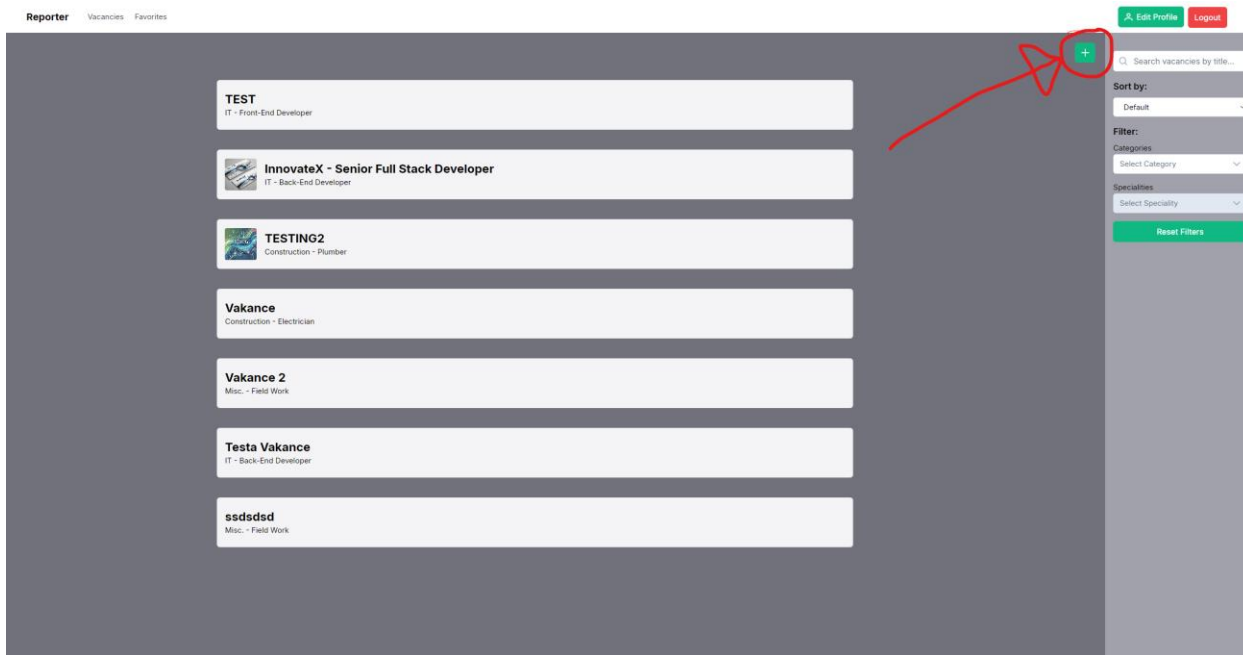 Reporter Vacancies Favorites Edit Profile Logout
+
Search vacancies by title...
Sort by:
Default
Filter:
Categories
Select Category
Specialities
Select Speciality
Reset Filters
TEST
IT - Front-End Developer
InnovateX - Senior Full Stack Developer
IT - Back-End Developer
TESTING2
Construction - Plumber
Vakance
Construction - Electrician
Vakance 2
Misc. - Field Work
Testa Vakance
IT - Back-End Developer
ssdsdsd
Misc. - Field Work